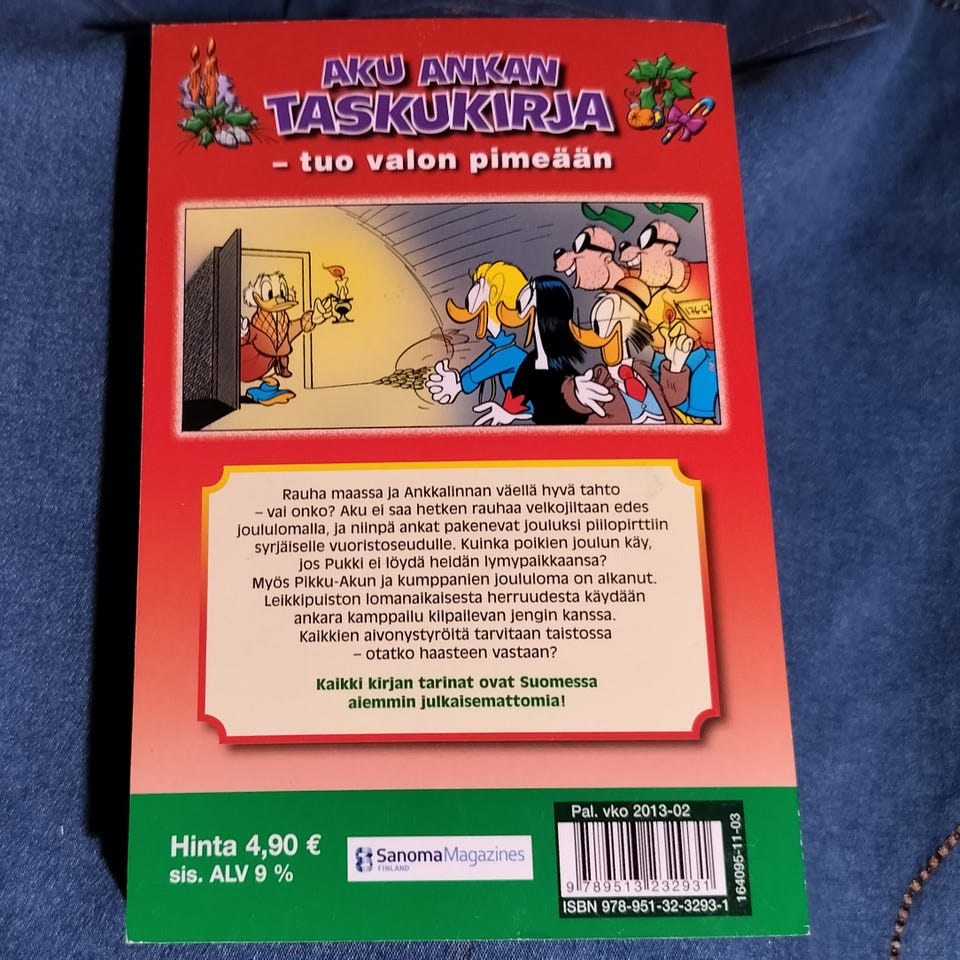 AKU ANKAN
TASKUKIRJA
– tuo valon pimeään
Rauha maassa ja Ankkalinnan väellä hyvä tahto
– vai onko? Aku ei saa hetken rauhaa velkojiltaan edes
joululomalla, ja niinpä ankat pakenevat jouluksi piilopirttiin
syrjäiselle vuoristoseudulle. Kuinka poikien joulun käy,
jos Pukki ei löydä heidän lymypaikkaansa?
Myös Pikku-Akun ja kumppanien joululoma on alkanut.
Leikkipuiston lomanaikaisesta herruudesta käydään
ankara kamppailu kilpailevan jengin kanssa.
Kaikkien aivonystyröitä tarvitaan taistossa
– otatko haasteen vastaan?
Kaikki kirjan tarinat ovat Suomessa
aiemmin julkaisemattomia!
Hinta 4,90 €
sis. ALV 9 %
SanomaMagazines
FINLAND
Pal. vko 2013-02
9 789513 232931
ISBN 978-951-32-3293-1
164095-11-03